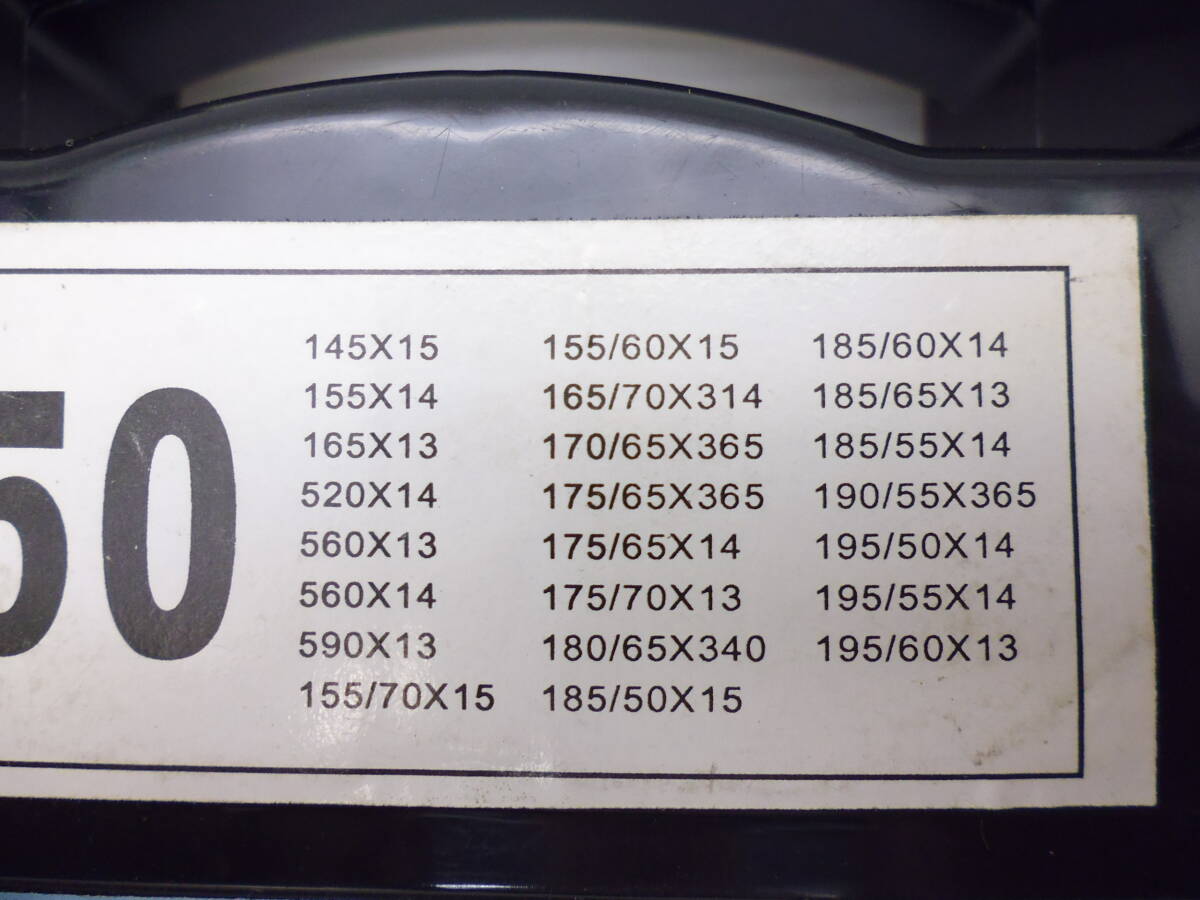 50
145X15 155/60X15 185/60X14
155X14 165/70X314 185/65X13
165X13 170/65X365 185/55X14
520X14 175/65X365 190/55X365
560X13 175/65X14 195/50X14
560X14 175/70X13 195/55X14
590X13 180/65X340 195/60X13
155/70X15 185/50X15